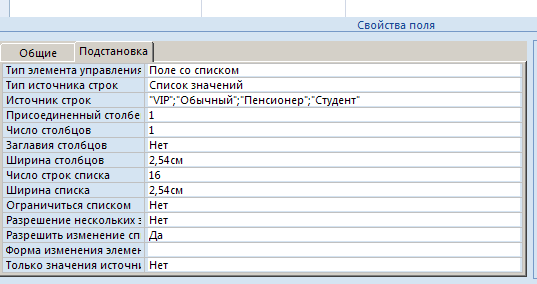 Свойства поля
Общие Подстановка
Тип элемента управления Поле со списком
Тип источника строк Список значений
Источник строк "VIP";"Обычный";"Пенсионер";"Студент"
Присоединенный столбе 1
Число столбцов 1
Заглавия столбцов Нет
Ширина столбцов 2,54см
Число строк списка 16
Ширина списка 2,54см
Ограничиться списком Нет
Разрешение нескольких з Нет
Разрешить изменение сп Да
Форма изменения элемен
Только значения источни Нет